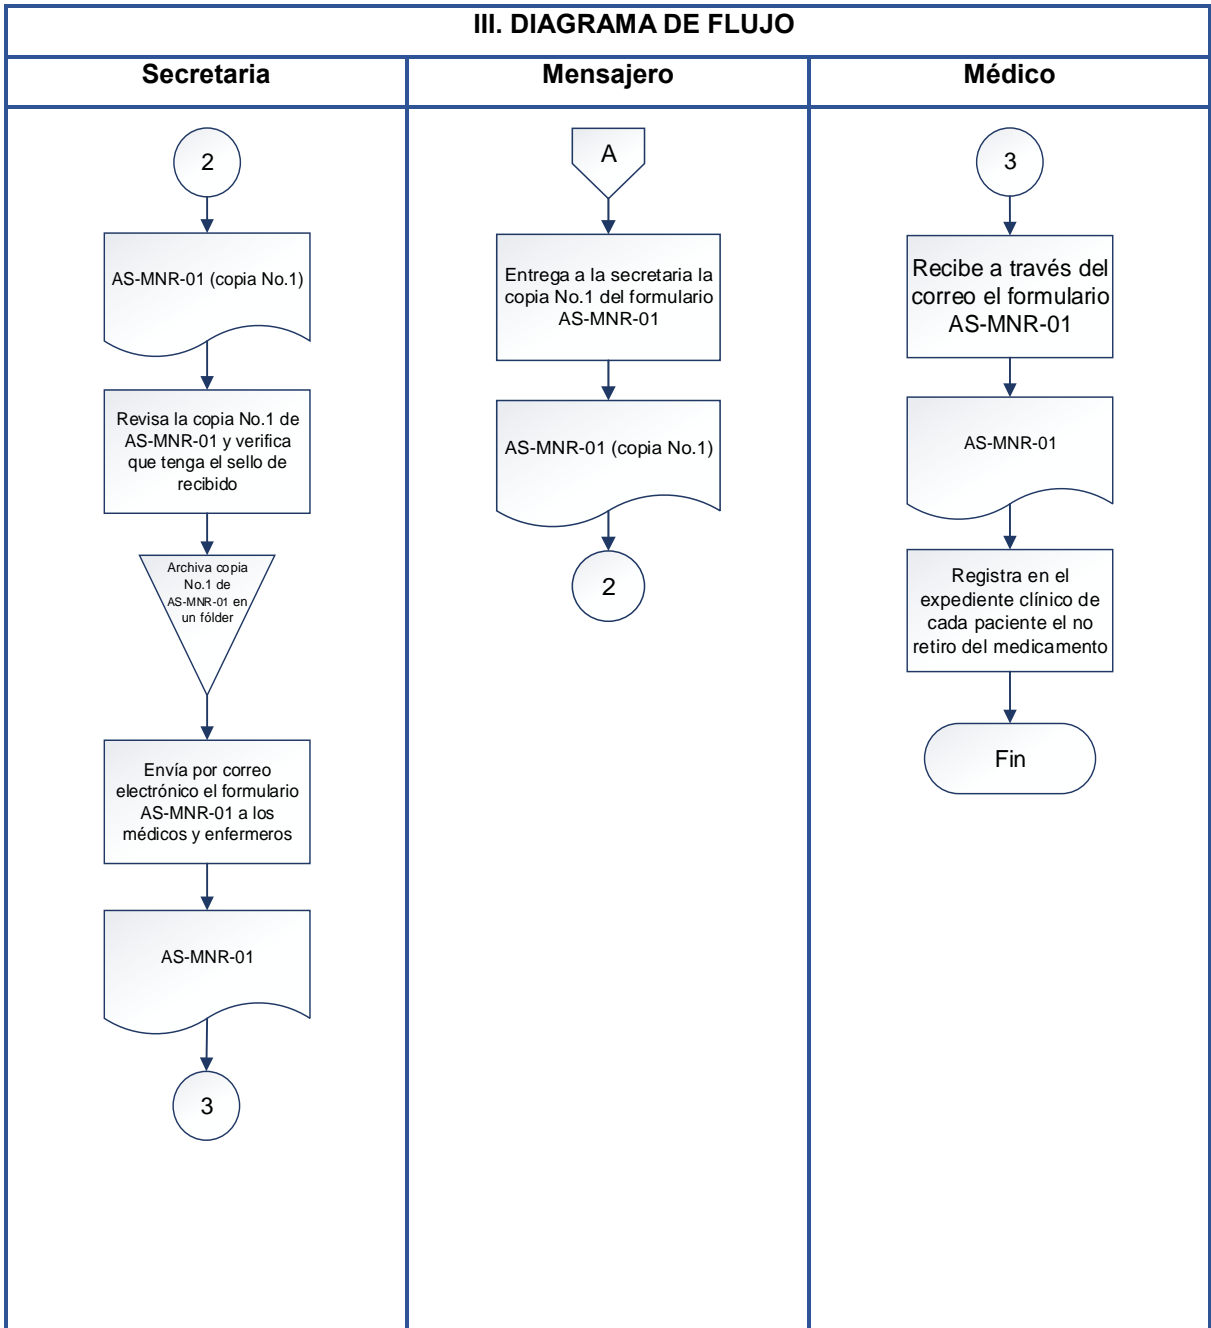 III. DIAGRAMA DE FLUJO
Secretaria
Mensajero
Médico
2
AS-MNR-01 (copia No.1)
Revisa la copia No.1 de
AS-MNR-01 y verifica
que tenga el sello de
recibido
Archiva copia
No.1 de
AS-MNR-01 en
un fólder
Envía por correo
electrónico el formulario
AS-MNR-01 a los
médicos y enfermeros
AS-MNR-01
3
A
Entrega a la secretaria la
copia No.1 del formulario
AS-MNR-01
AS-MNR-01 (copia No.1)
2
3
Recibe a través del
correo el formulario
AS-MNR-01
AS-MNR-01
Registra en el
expediente clínico de
cada paciente el no
retiro del medicamento
Fin